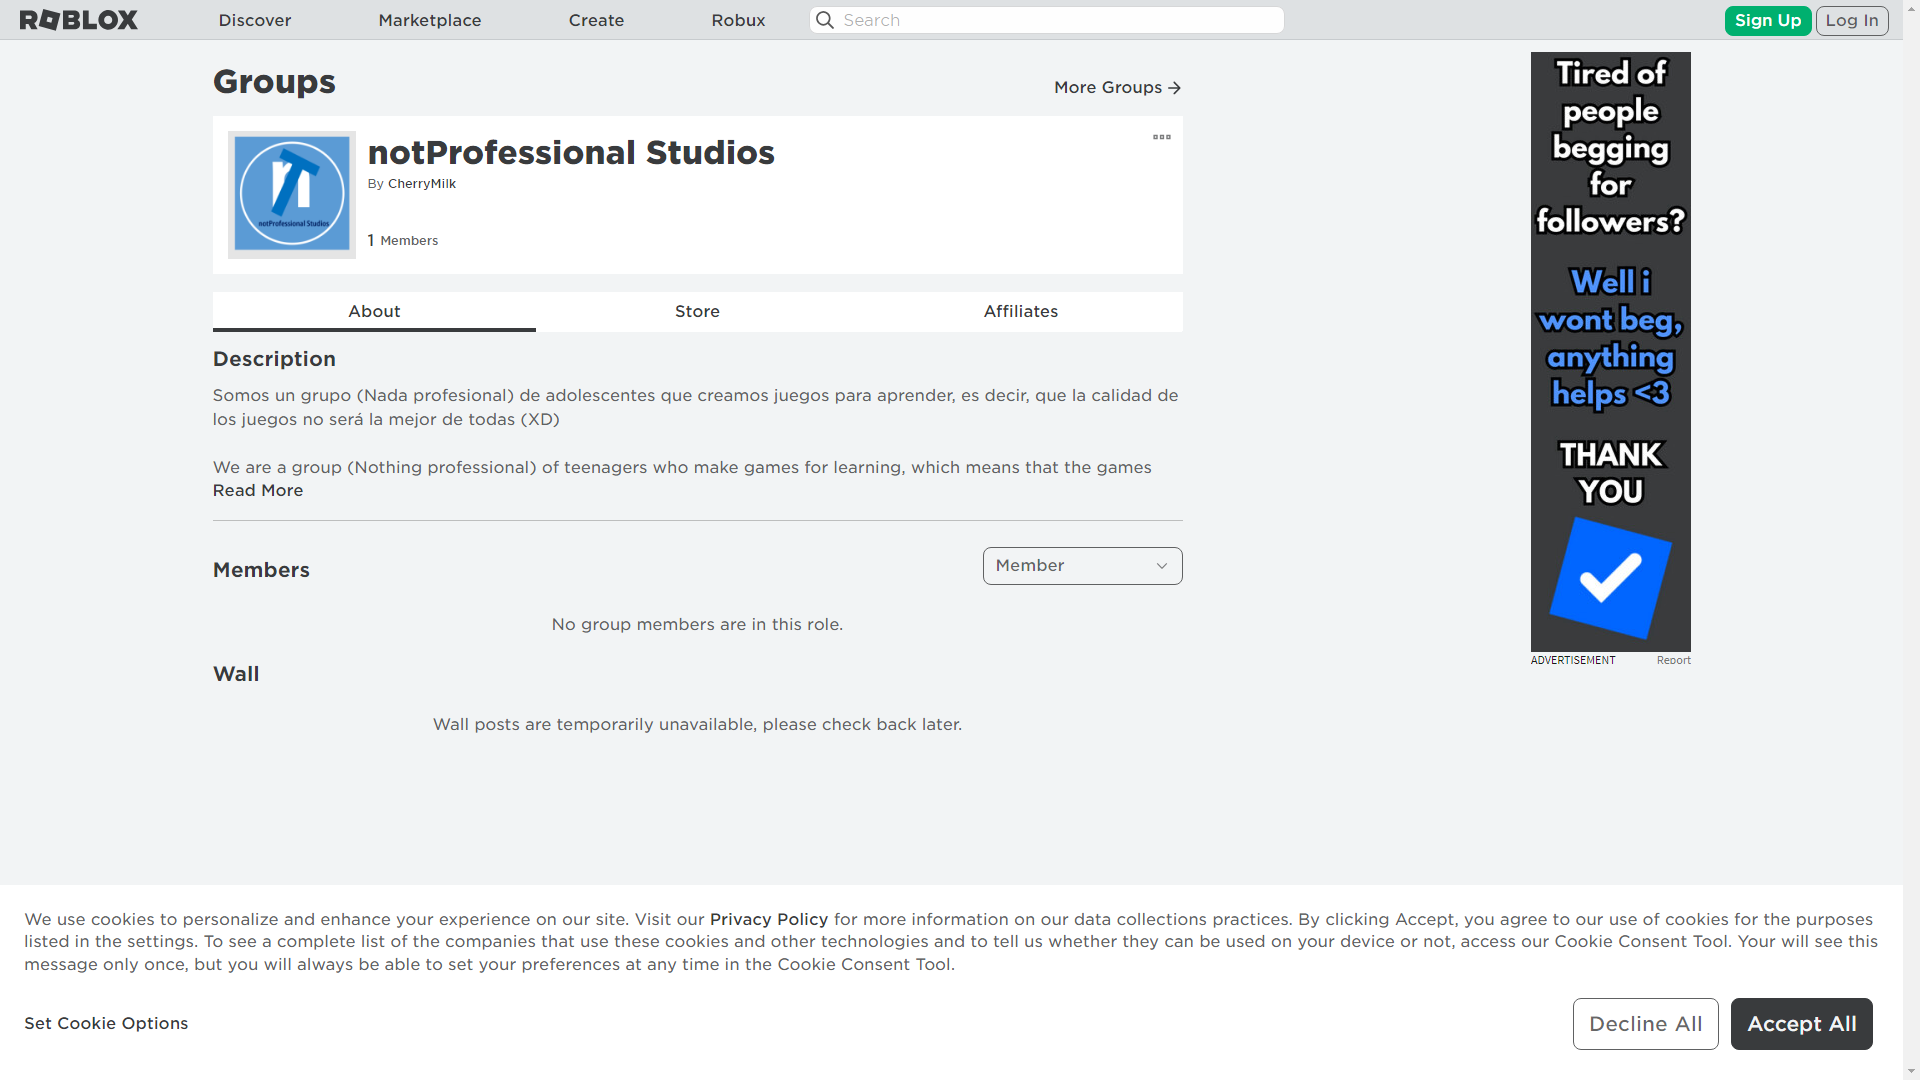 ROBLOX
Discover
Marketplace
Create
Robux
Search
Sign Up
Log In
Groups
More Groups
notProfessional Studios
notProfessional Studios
By CherryMilk
1 Members
About
Store
Affiliates
Description
Somos un grupo (Nada profesional) de adolescentes que creamos juegos para aprender, es decir, que la calidad de
los juegos no será la mejor de todas (XD)
We are a group (Nothing professional) of teenagers who make games for learning, which means that the games
Read More
Members
Member
No group members are in this role.
Wall
Wall posts are temporarily unavailable, please check back later.
Tired of
people
begging
for
followers?
Well i
wont beg,
anything
helps <3
THANK
YOU
ADVERTISEMENT
Report
We use cookies to personalize and enhance your experience on our site. Visit our Privacy Policy for more information on our data collections practices. By clicking Accept, you agree to our use of cookies for the purposes
listed in the settings. To see a complete list of the companies that use these cookies and other technologies and to tell us whether they can be used on your device or not, access our Cookie Consent Tool. Your will see this
message only once, but you will always be able to set your preferences at any time in the Cookie Consent Tool.
Set Cookie Options
Decline All
Accept All